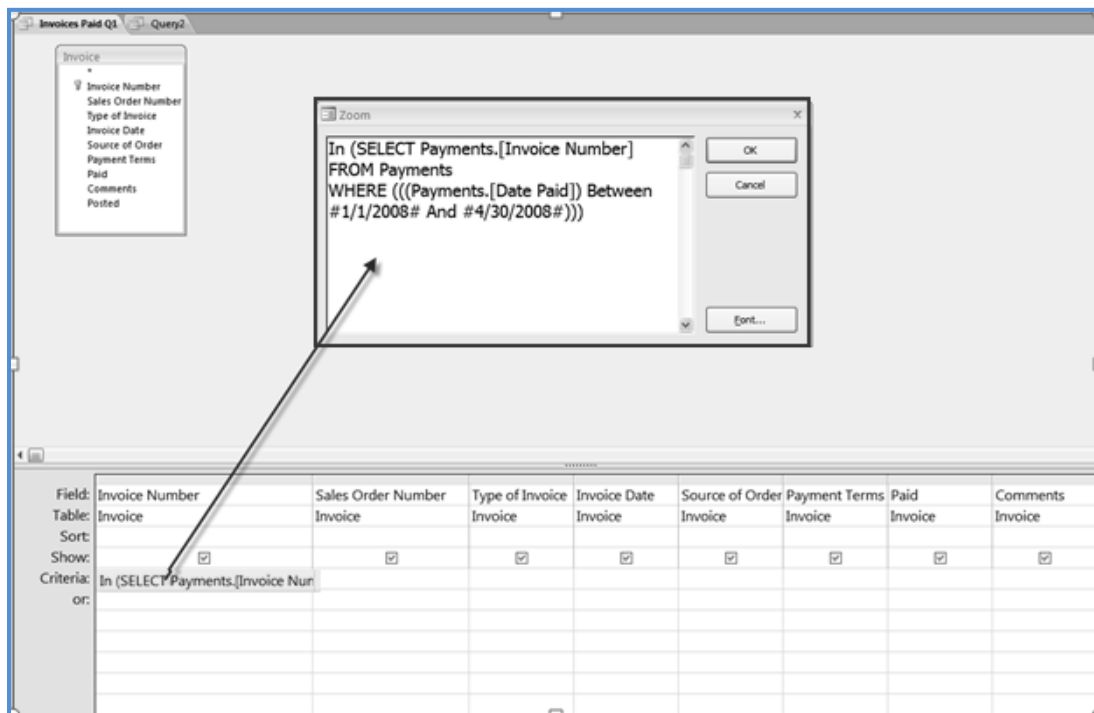 Invoices Paid Q1 Query2
Invoice
*
Invoice Number
Sales Order Number
Type of Invoice
Invoice Date
Source of Order
Payment Terms
Paid
Comments
Posted
Zoom
In (SELECT Payments.[Invoice Number]
FROM Payments
WHERE (((Payments.[Date Paid]) Between
#1/1/2008# And #4/30/2008#)))
OK
Cancel
Font...
Field: Invoice Number Sales Order Number Type of Invoice Invoice Date Source of Order Payment Terms Paid Comments
Table: Invoice Invoice Invoice Invoice Invoice Invoice Invoice Invoice
Sort:
Show:
Criteria: In (SELECT Payments.[Invoice Num
or: